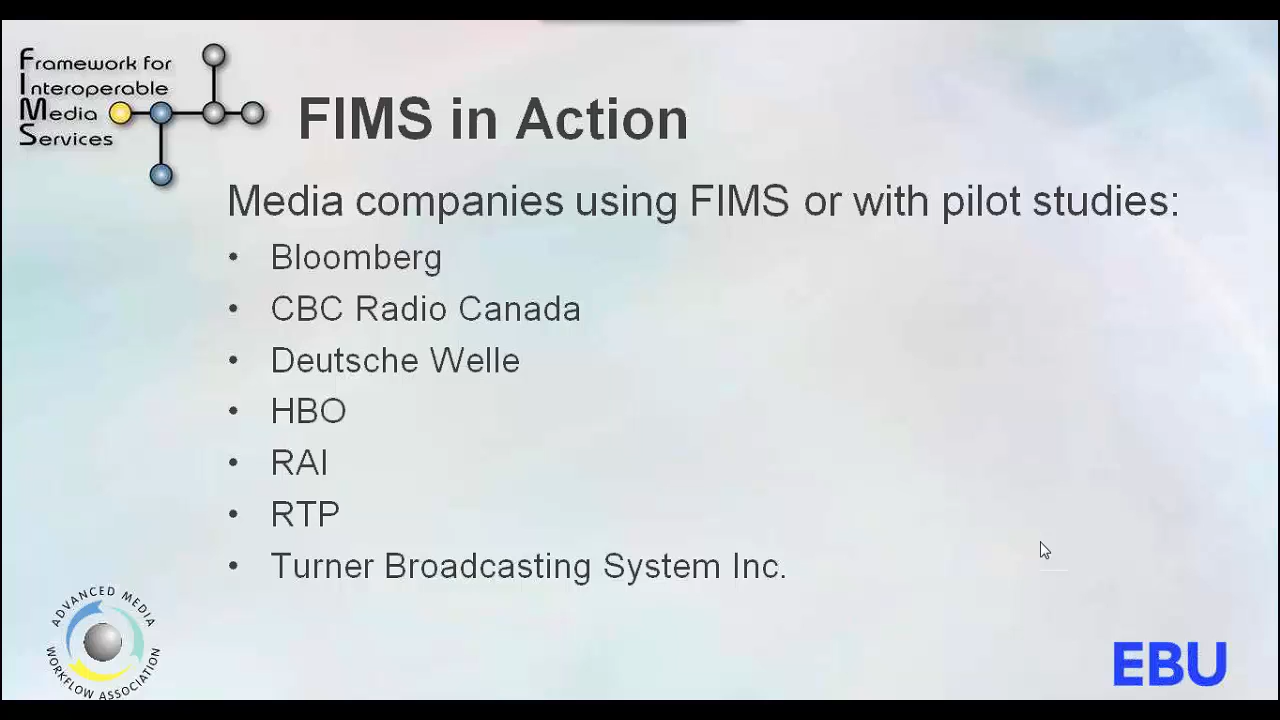 Framework for
Interoperable
Media
Services
FIMS in Action
Media companies using FIMS or with pilot studies:
• Bloomberg
• CBC Radio Canada
• Deutsche Welle
• HBO
• RAI
• RTP
• Turner Broadcasting System Inc.
ADVANCED MEDIA
WORKFLOW ASSOCIATION
EBU